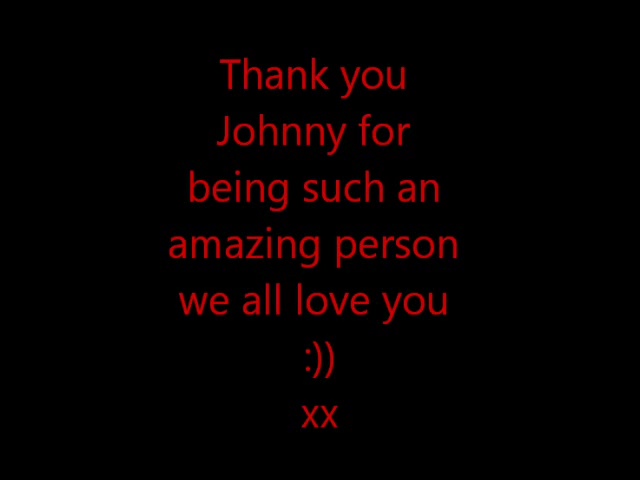 Thank you
Johnny for
being such an
amazing person
we all love you
:))
xx